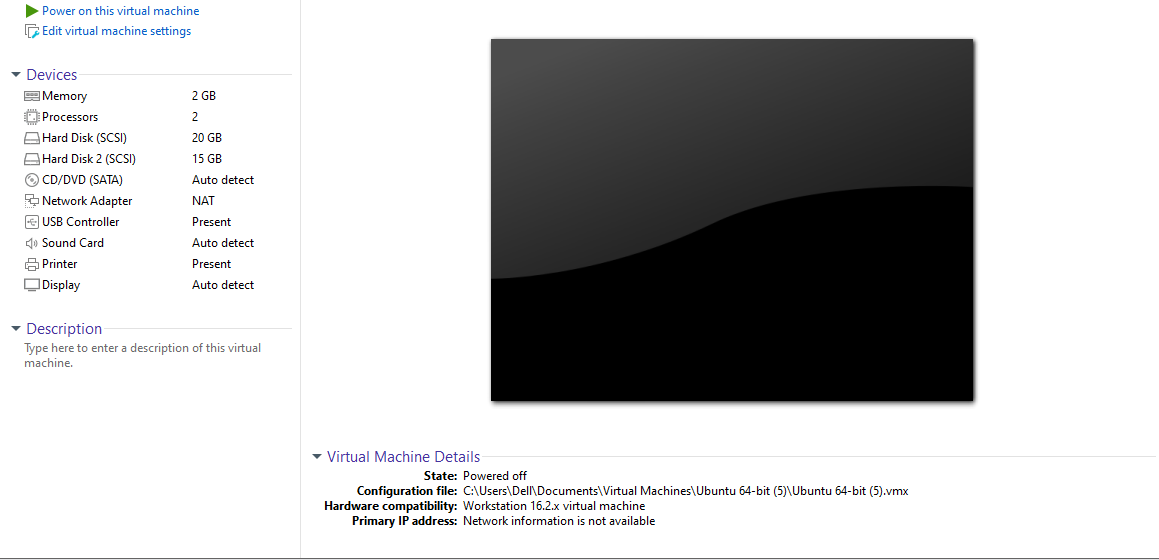 Power on this virtual machine
Edit virtual machine settings
Devices
Memory 2 GB
Processors 2
Hard Disk (SCSI) 20 GB
Hard Disk 2 (SCSI) 15 GB
CD/DVD (SATA) Auto detect
Network Adapter NAT
USB Controller Present
Sound Card Auto detect
Printer Present
Display Auto detect
Description
Type here to enter a description of this virtual
machine.
Virtual Machine Details
State: Powered off
Configuration file: C:\Users\Dell\Documents\Virtual Machines\Ubuntu 64-bit (5)\Ubuntu 64-bit (5).vmx
Hardware compatibility: Workstation 16.2.x virtual machine
Primary IP address: Network information is not available